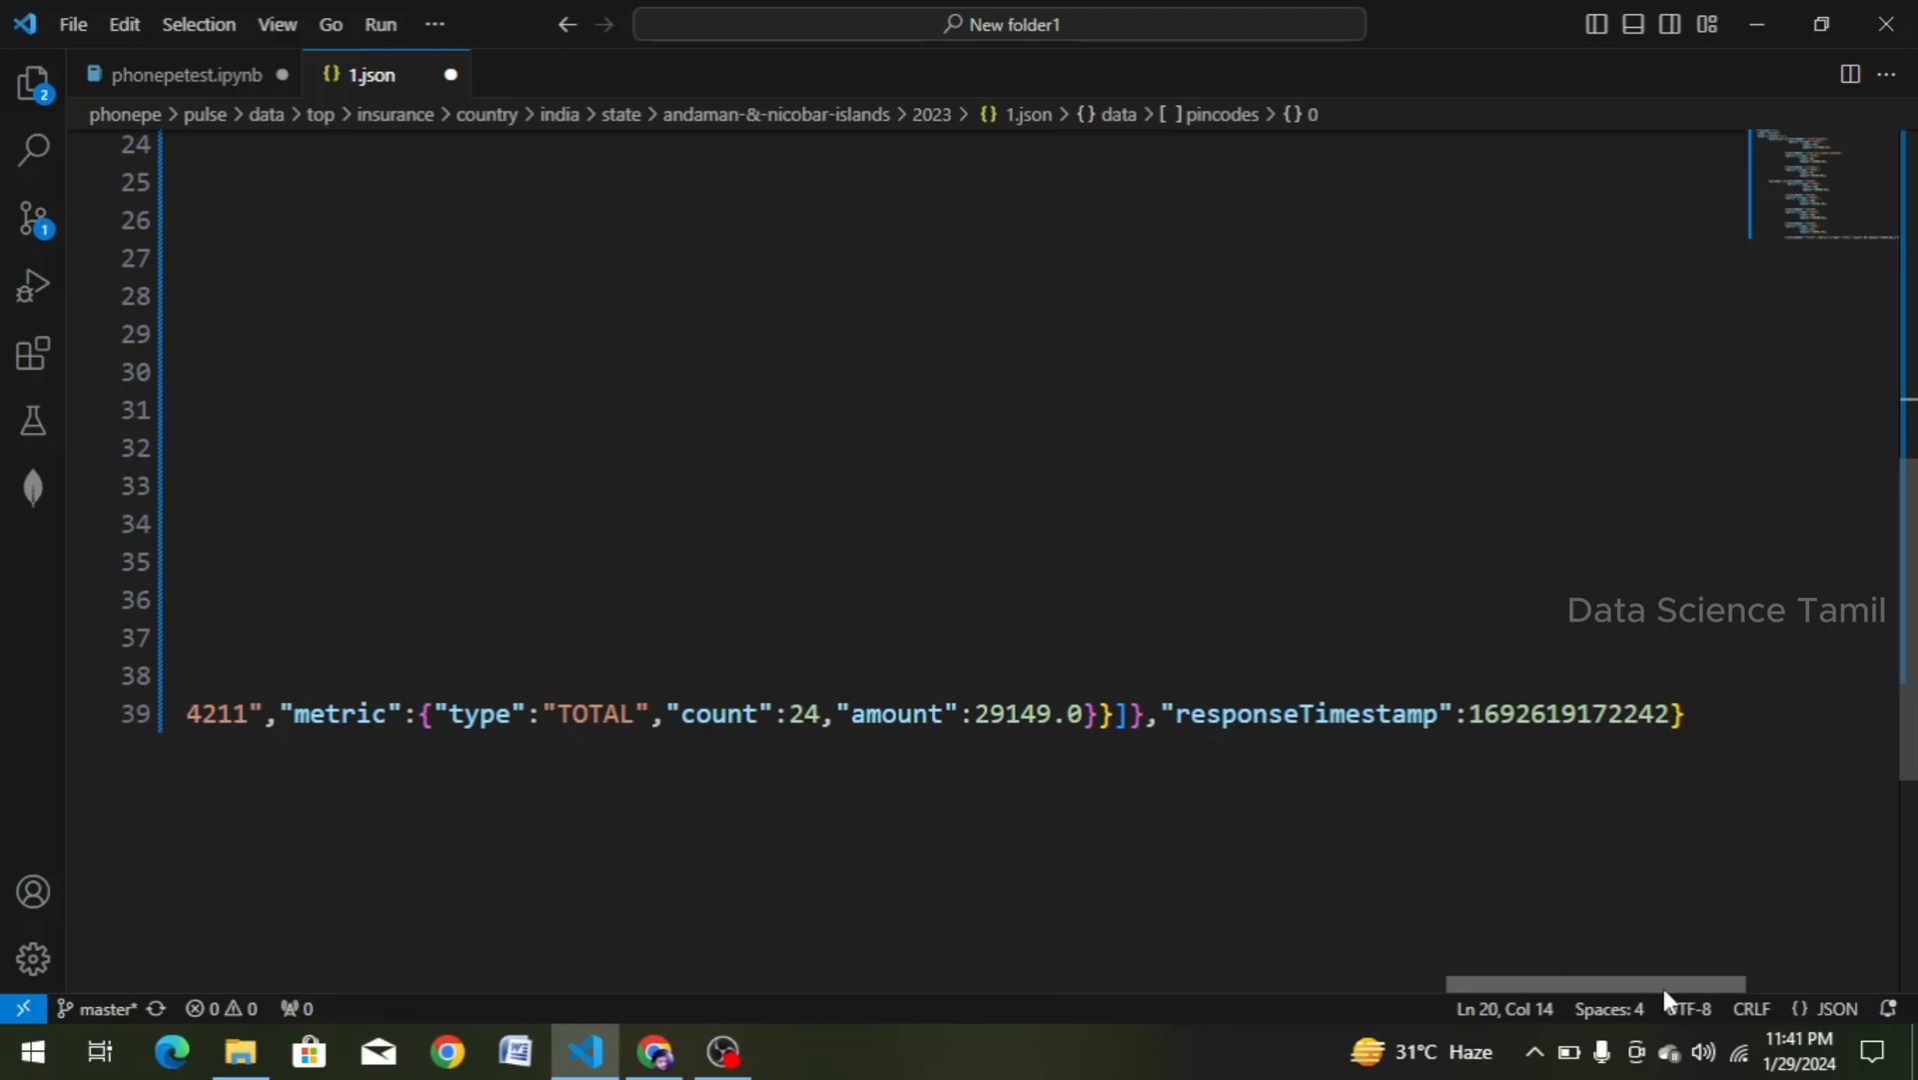 File Edit Selection View Go Run ···
New folder1
phonepetest.ipynb
{} 1.json
phonepe > pulse > data > top > insurance > country > india > state > andaman-&-nicobar-islands > 2023 > {} 1.json > {} data > [ ] pincodes > {} 0
2
1
24
25
26
27
28
29
30
31
32
33
34
35
36
37
38
39 4211","metric":{"type":"TOTAL","count":24,"amount":29149.0}}]},"responseTimestamp":1692619172242}
Data Science Tamil
master* 0 0 0
Ln 20, Col 14 Spaces: 4 UTF-8 CRLF {} JSON
31°C Haze
11:41 PM
1/29/2024